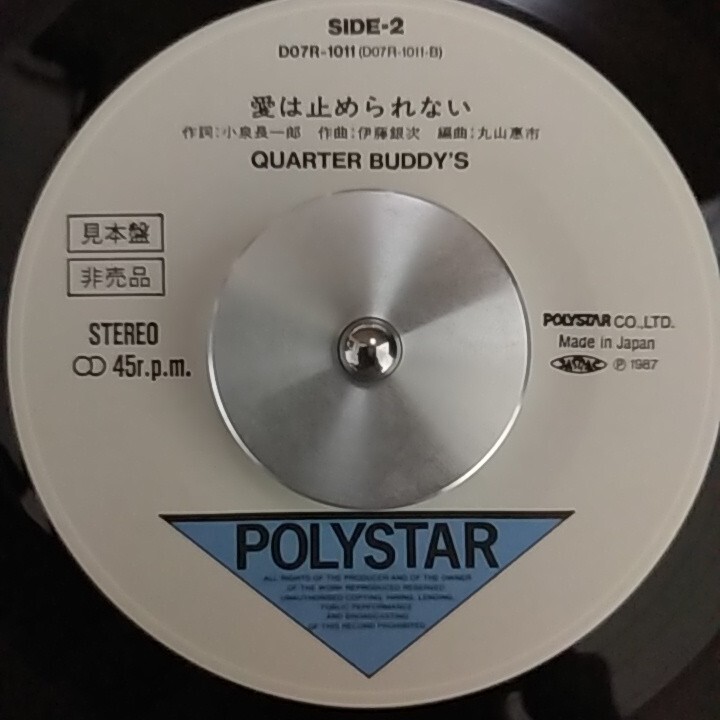 SIDE-2
D07R-1011 (D07R-1011-B)
愛は止められない
作詞:小泉長一郎 作曲:伊藤銀次 編曲:丸山恵市
QUARTER BUDDY'S
見本盤
非売品
STEREO
45r.p.m.
POLYSTAR CO.,LTD.
Made in Japan
Ⓟ 1987
POLYSTAR
ALL RIGHTS OF THE PRODUCER AND OF THE OWNER
OF THE WORK REPRODUCED RESERVED
UNAUTHORISED COPYING, HIRING, LENDING,
PUBLIC PERFORMANCE
AND BROADCASTING
OF THIS RECORD PROHIBITED